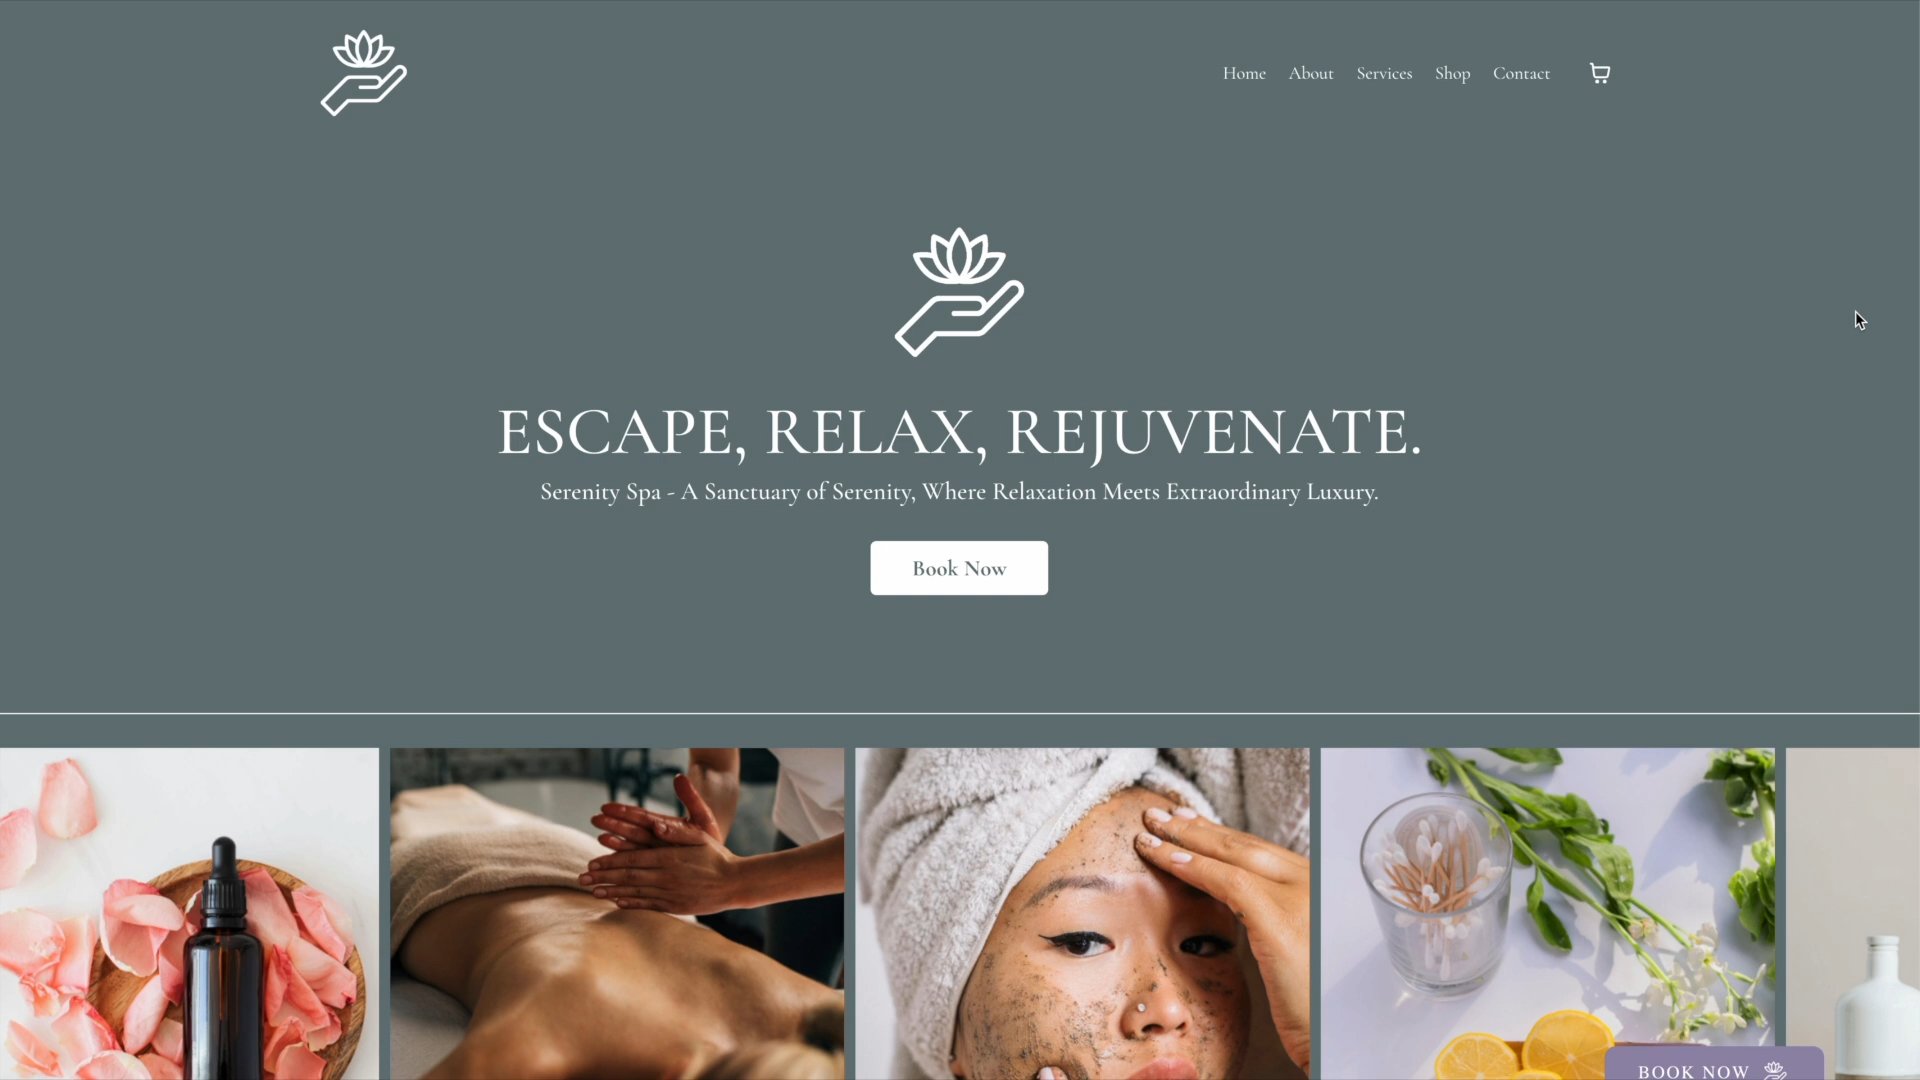 Home About Services Shop Contact
ESCAPE, RELAX, REJUVENATE.
Serenity Spa - A Sanctuary of Serenity, Where Relaxation Meets Extraordinary Luxury.
Book Now
BOOK NOW